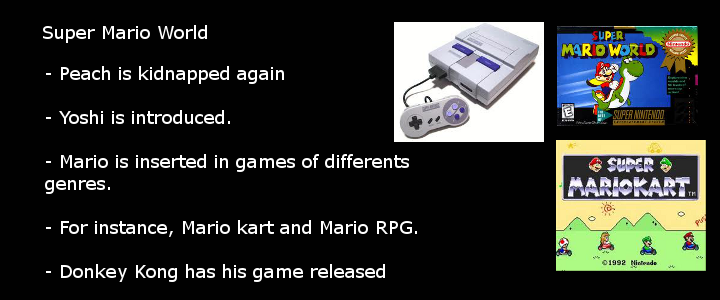 Super Mario World
- Peach is kidnapped again
- Yoshi is introduced.
- Mario is inserted in games of differents
genres.
- For instance, Mario kart and Mario RPG.
- Donkey Kong has his game released
SUPER
MARIO WORLD
Nintendo
SUPER NINTENDO
SUPER
MARIOKART
TM
©1992 Nintendo